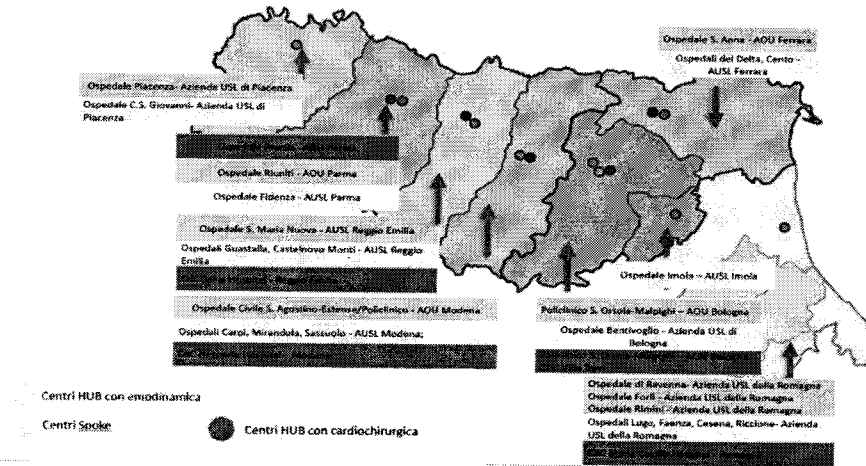 Ospedale S. Anna - AOU Ferrara
Ospedali del Delta, Cento -
AUSL Ferrara
Ospedale Piacenza- Azienda USL di Piacenza
Ospedale C.S. Giovanni- Azienda USL di
Piacenza
Ospedale Riuniti - AOU Parma
Ospedale Fidenza - AUSL Parma
Ospedale S. Maria Nuova - AUSL Reggio Emilia
Ospedali Guastalla, Castelnovo Monti - AUSL Reggio
Emilia
Ospedale Imola - AUSL Imola
Ospedale Civile S. Agostino-Estense/Policlinico - AOU Modena
Ospedali Carpi, Mirandola, Sassuolo - AUSL Modena;
Policlinico S. Orsola-Malpighi - AOU Bologna
Ospedale Bentivoglio - Azienda USL di
Bologna
Ospedale di Ravenna- Azienda USL della Romagna
Ospedale Forlì - Azienda USL della Romagna
Ospedale Rimini - Azienda USL della Romagna
Ospedali Lugo, Faenza, Cesena, Riccione- Azienda
USL della Romagna
Centri HUB con emodinamica
Centri Spoke
Centri HUB con cardiochirurgica